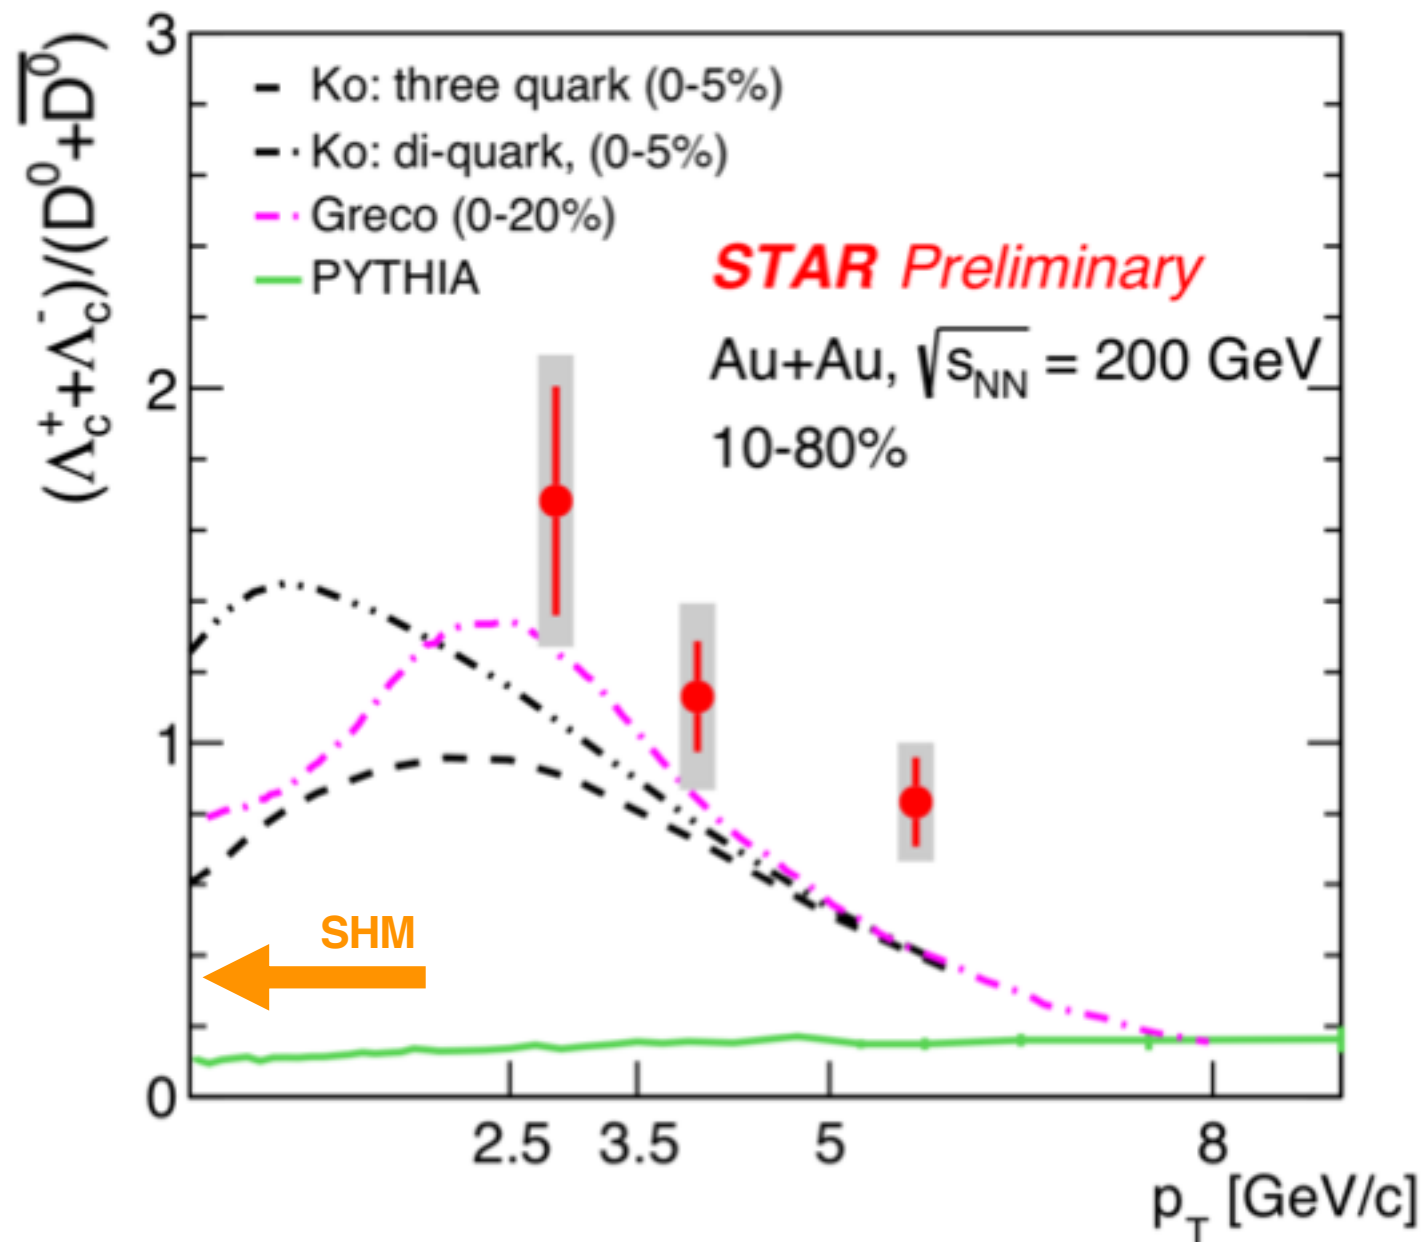 3
2
1
0
(Λc⁺+Λc⁻)/(D⁰+D̅⁰)
Ko: three quark (0-5%)
Ko: di-quark, (0-5%)
Greco (0-20%)
PYTHIA
STAR Preliminary
Au+Au, √sNN = 200 GeV
10-80%
SHM
2.5 3.5 5 8
pT [GeV/c]